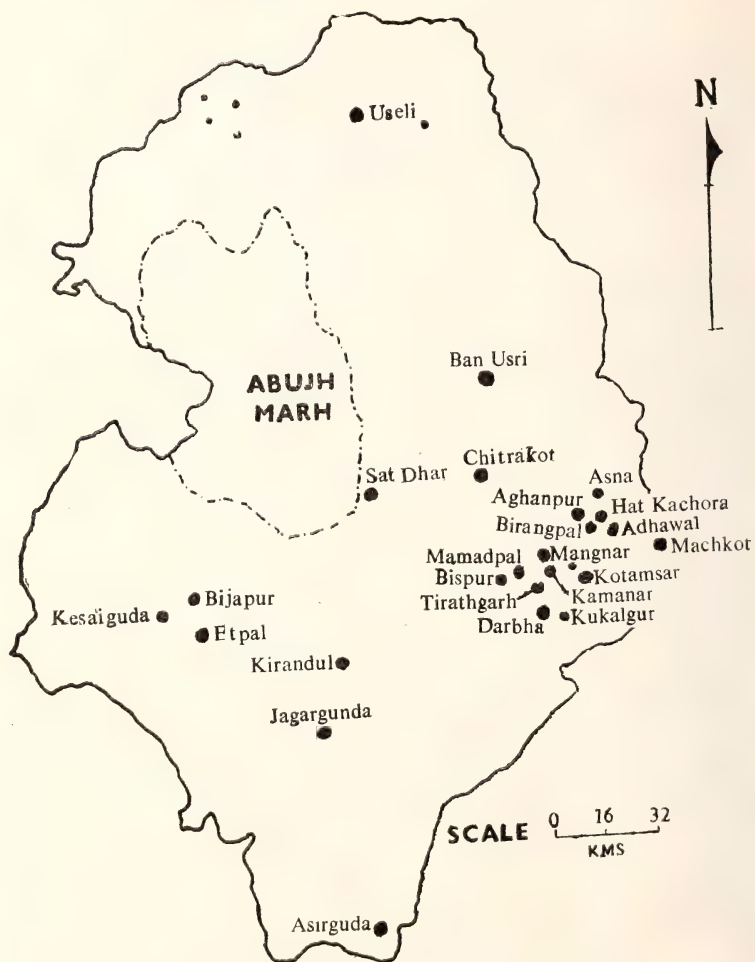 N
Useli
Ban Usri
ABUJH
MARH
Chitrakot
Sat Dhar
Asna
Aghanpur
Hat Kachora
Birangpal
Adhawal
Machkot
Mamadpal
Mangnar
Bispur
Kotamsar
Tirathgarh
Kamanar
Darbha
Kukalgur
Bijapur
Kesaiguda
Etpal
Kirandul
Jagargunda
SCALE 0 16 32
KMS
Asirguda